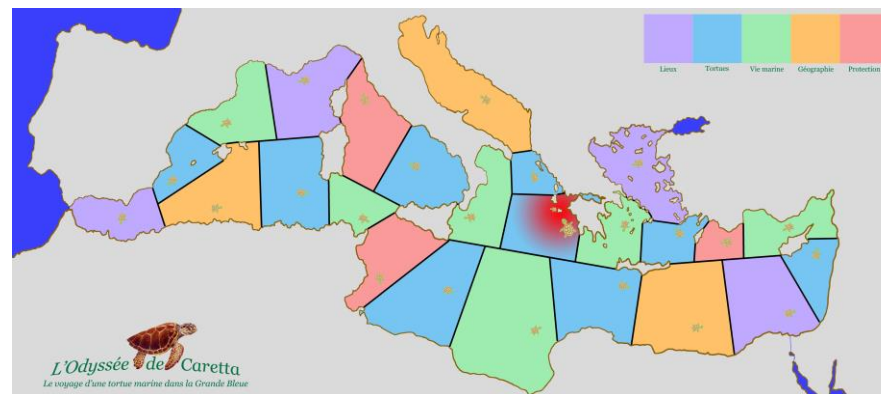 Lieux
Tortues
Vie marine
Géographie
Protection
L'Odyssée de Caretta
Le voyage d'une tortue marine dans la Grande Bleue